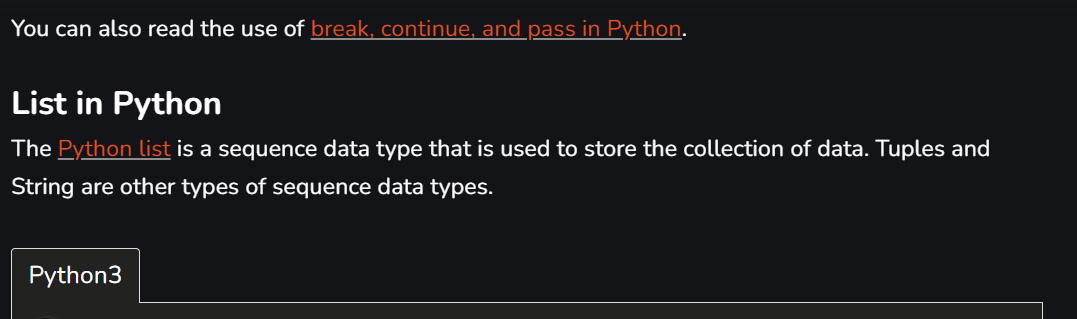 You can also read the use of break, continue, and pass in Python.
List in Python
The Python list is a sequence data type that is used to store the collection of data. Tuples and
String are other types of sequence data types.
Python3